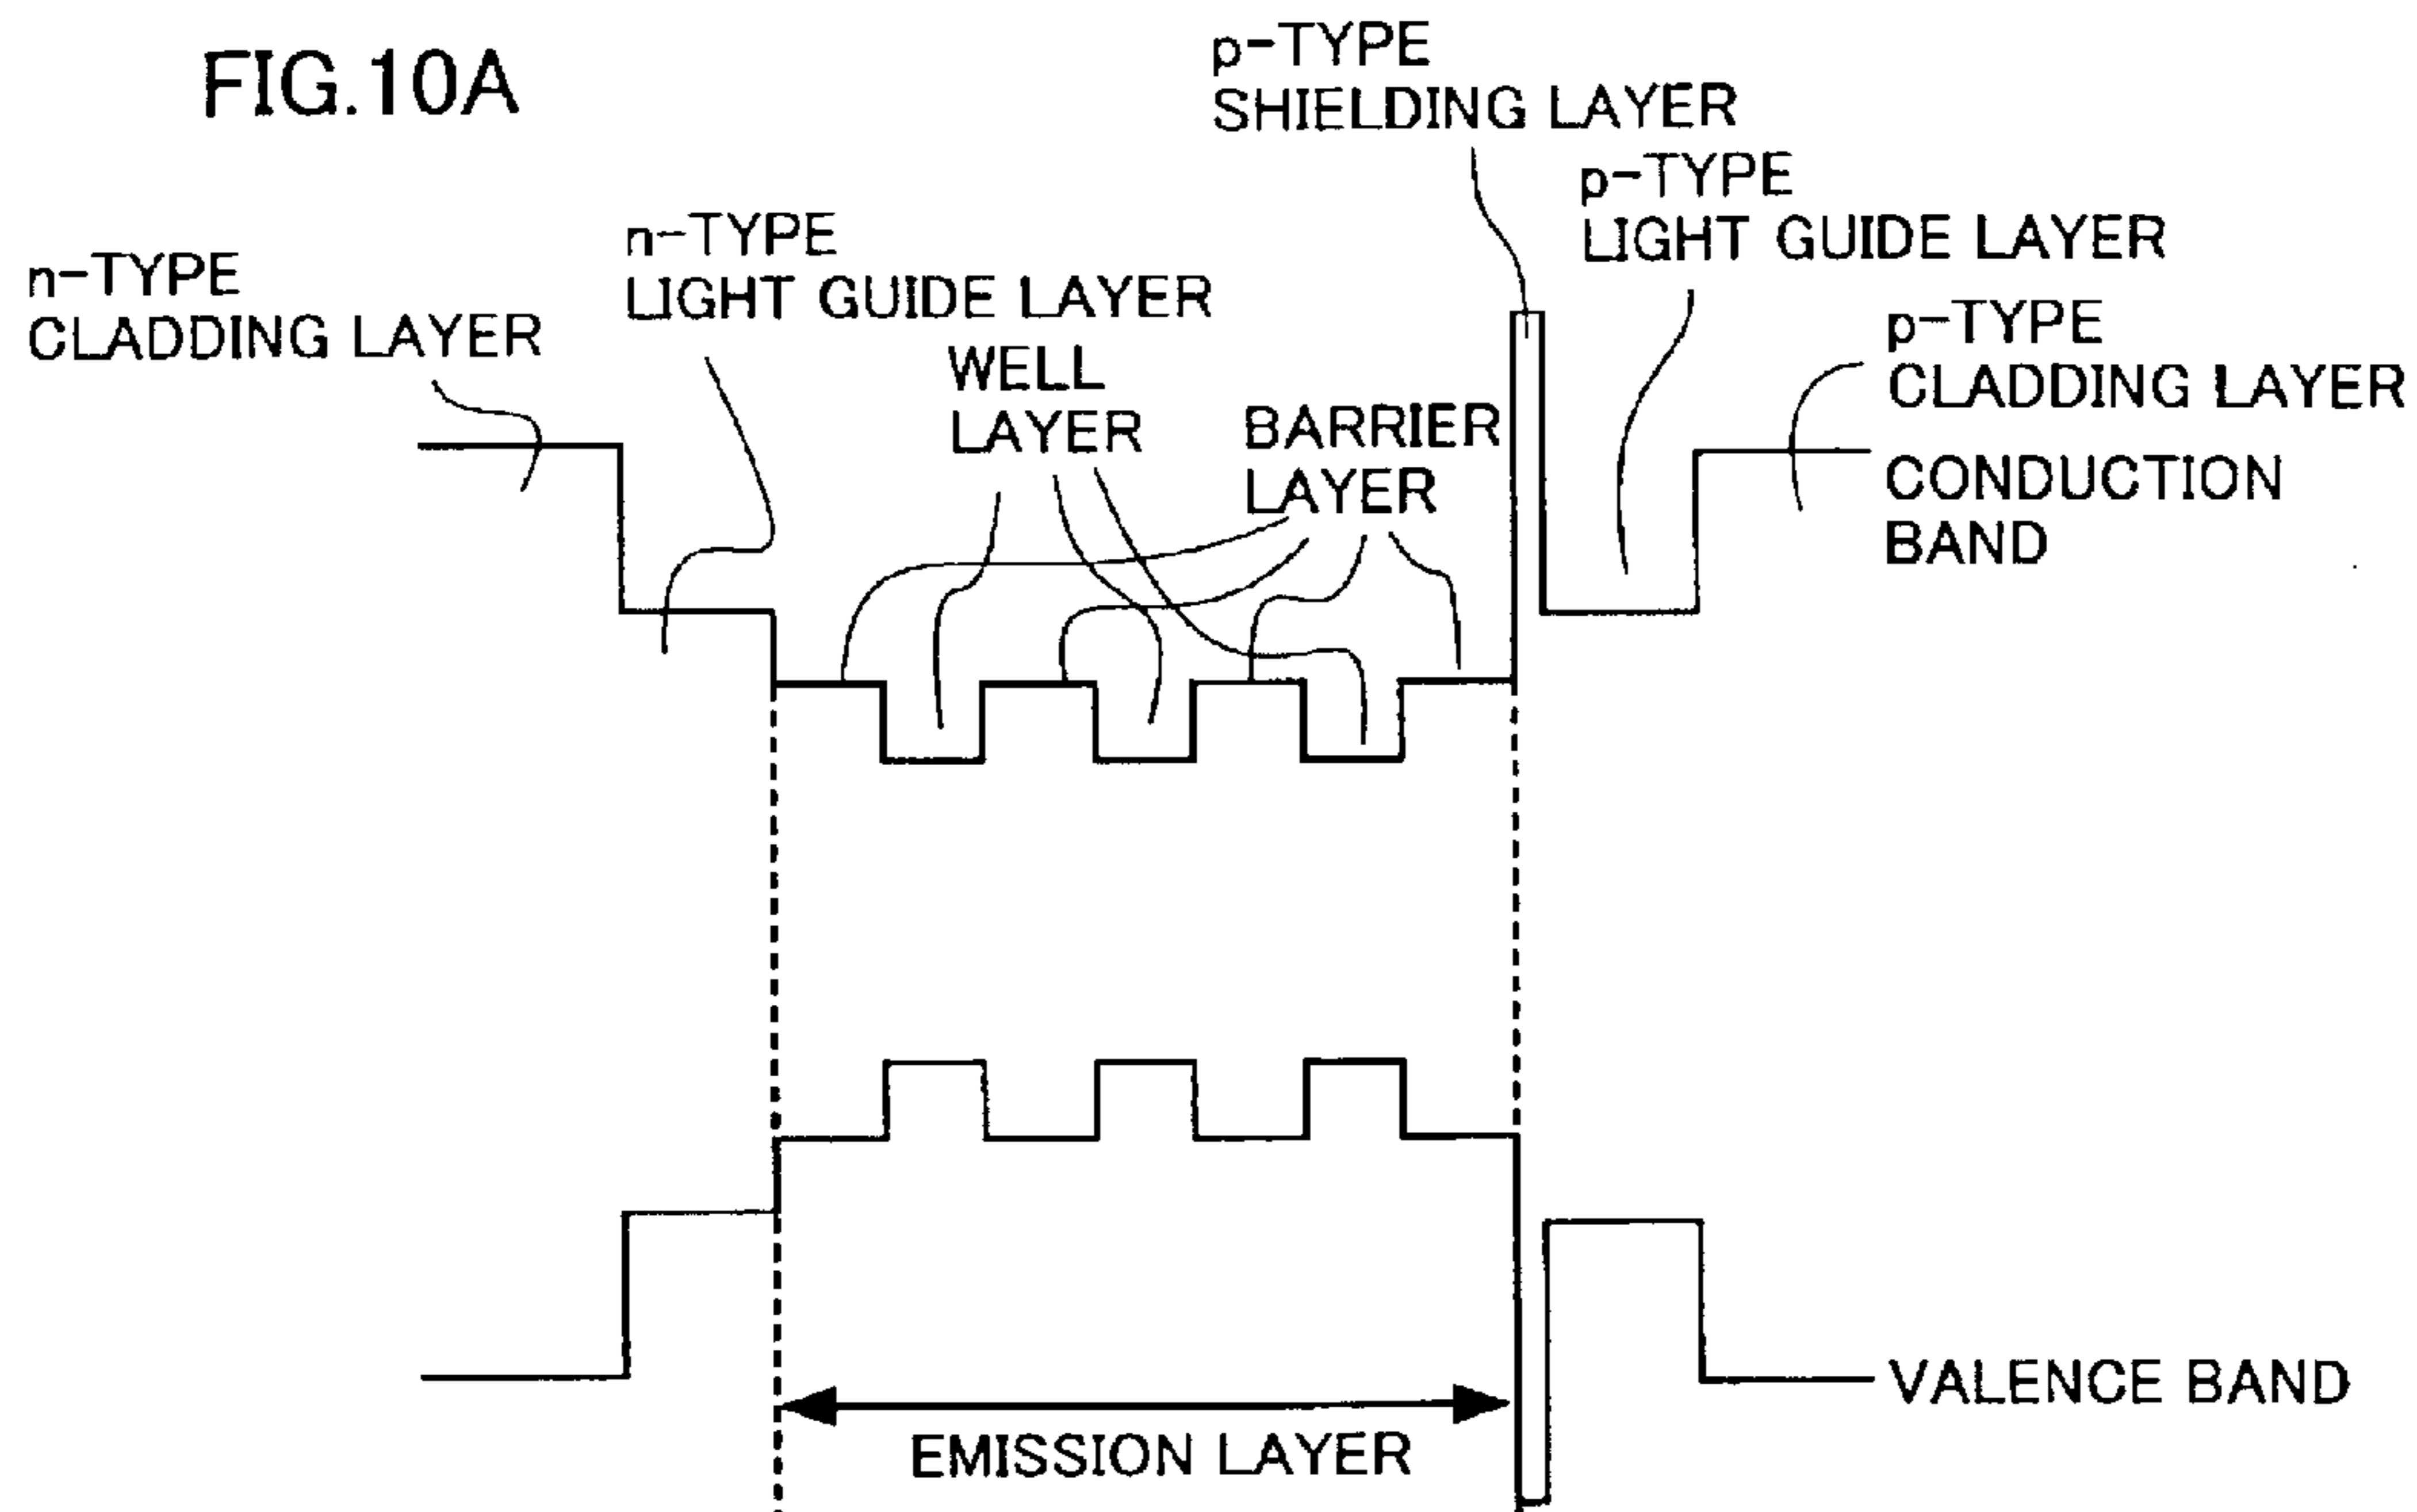 FIG.10A
p-TYPE
SHIELDING LAYER
p-TYPE
LIGHT GUIDE LAYER
n-TYPE
LIGHT GUIDE LAYER
n-TYPE
CLADDING LAYER
WELL
LAYER
BARRIER
LAYER
p-TYPE
CLADDING LAYER
CONDUCTION
BAND
VALENCE BAND
EMISSION LAYER